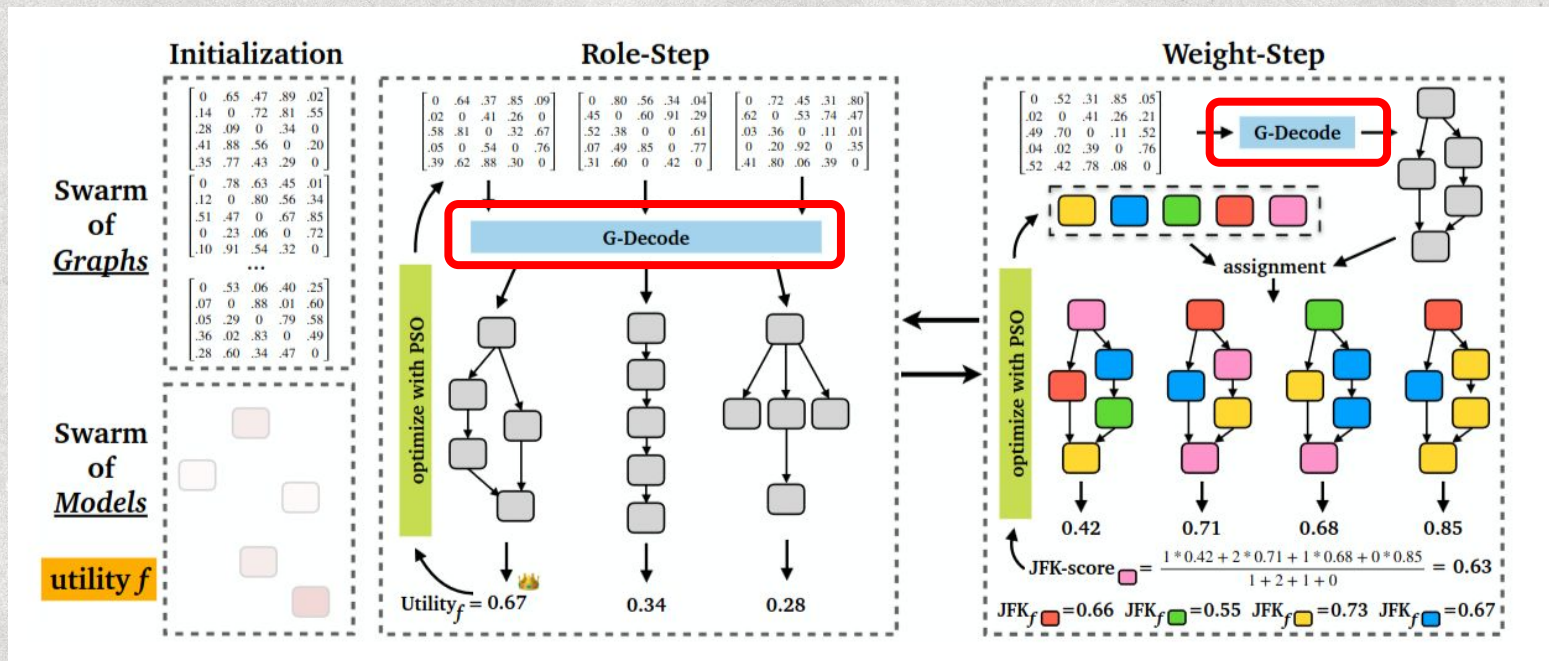 Initialization
Role-Step
Weight-Step
Swarm
of
Graphs
0 .65 .47 .89 .02
.14 0 .72 .81 .55
.28 .09 0 .34 0
.41 .88 .56 0 .20
.35 .77 .43 .29 0
0 .78 .63 .45 .01
.12 0 .80 .56 .34
.51 .47 0 .67 .85
0 .23 .06 0 .72
.10 .91 .54 .32 0
...
0 .53 .06 .40 .25
.07 0 .88 .01 .60
.05 .29 0 .79 .58
.36 .02 .83 0 .49
.28 .60 .34 .47 0
Swarm
of
Models
utility f
0 .64 .37 .85 .09
.02 0 .41 .26 0
.58 .81 0 .32 .67
.05 0 .54 0 .76
.39 .62 .88 .30 0
0 .80 .56 .34 .04
.45 0 .60 .91 .29
.52 .38 0 0 .61
.07 .49 .85 0 .77
.31 .60 0 .42 0
0 .72 .45 .31 .80
.62 0 .53 .74 .47
.03 .36 0 .11 .01
0 .20 .92 0 .35
.41 .80 .06 .39 0
G-Decode
optimize with PSO
Utility f = 0.67
0.34
0.28
0 .52 .31 .85 .05
.02 0 .41 .26 .21
.49 .70 0 .11 .52
.04 .02 .39 0 .76
.52 .42 .78 .08 0
G-Decode
assignment
optimize with PSO
0.42
0.71
0.68
0.85
JFK-score = 1 * 0.42 + 2 * 0.71 + 1 * 0.68 + 0 * 0.85 / 1 + 2 + 1 + 0 = 0.63
JFK f =0.66 JFK f =0.55 JFK f =0.73 JFK f =0.67